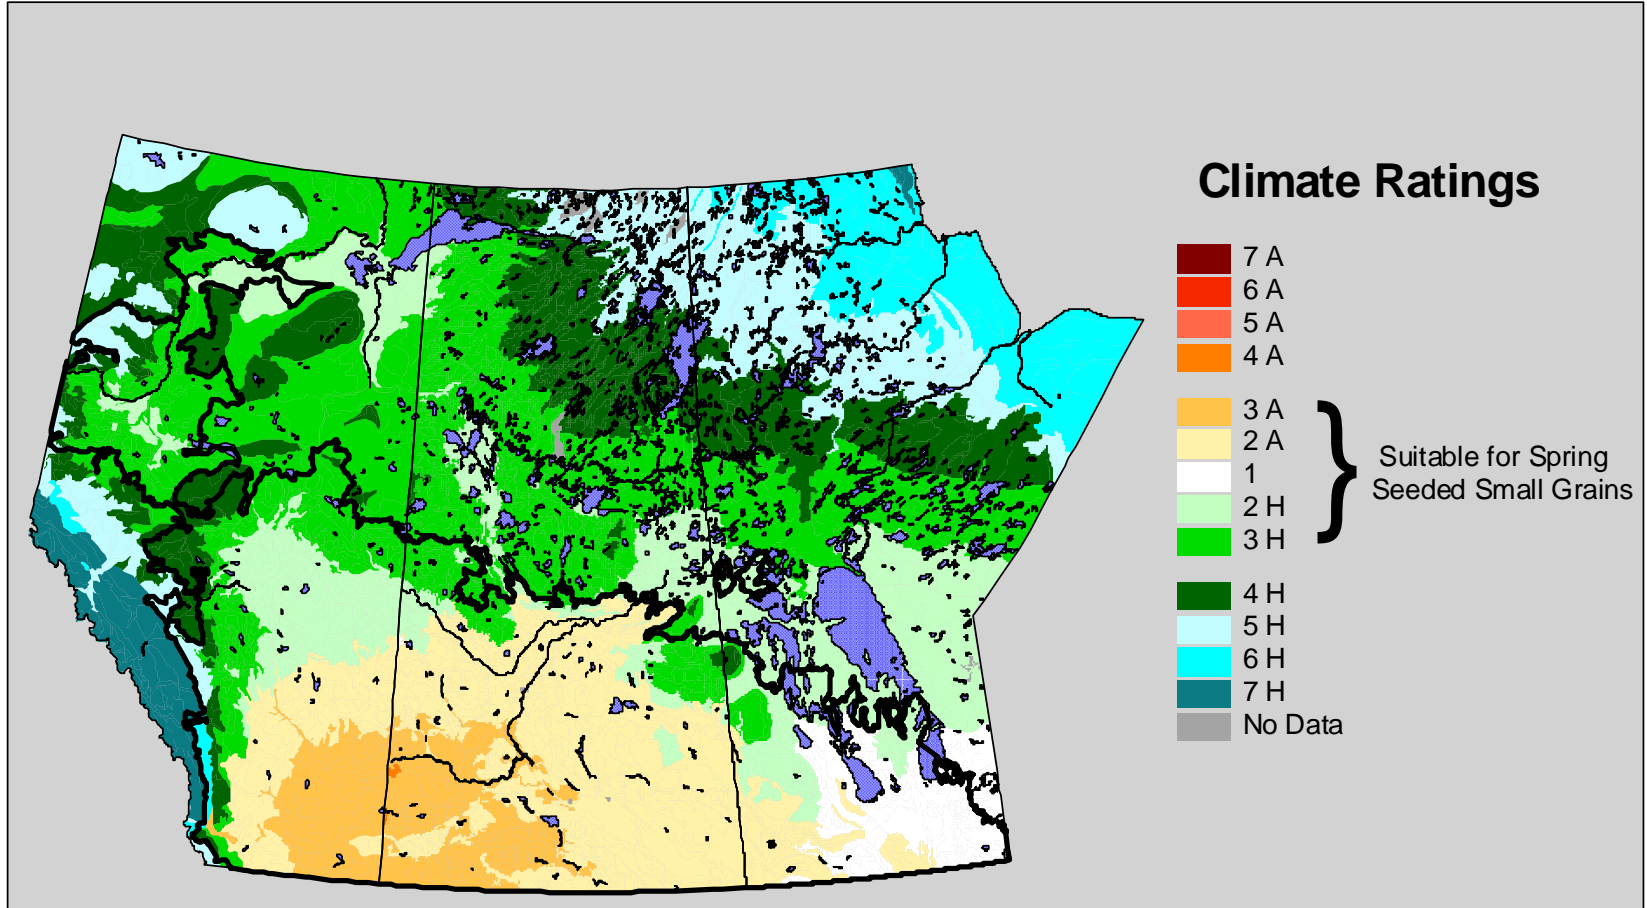 Climate Ratings
7 A
6 A
5 A
4 A
3 A
2 A
1
2 H
3 H
Suitable for Spring
Seeded Small Grains
4 H
5 H
6 H
7 H
No Data